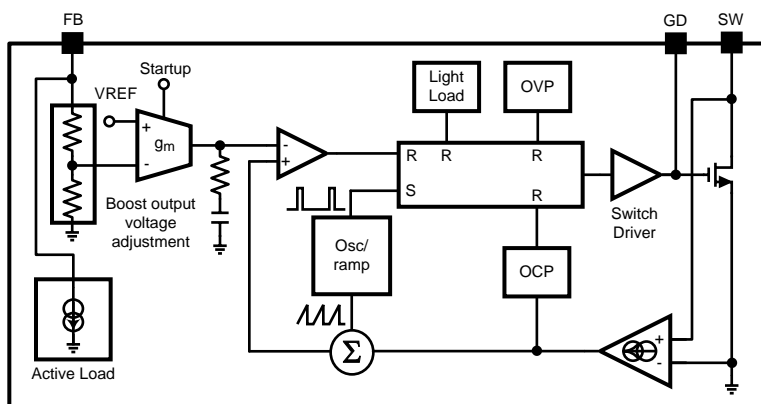 FB
GD
SW
Startup
VREF
+
gm
-
Light
Load
OVP
-
+
R
R
R
S
R
Boost output
voltage
adjustment
Switch
Driver
Osc/
ramp
OCP
Σ
+
-
Active Load